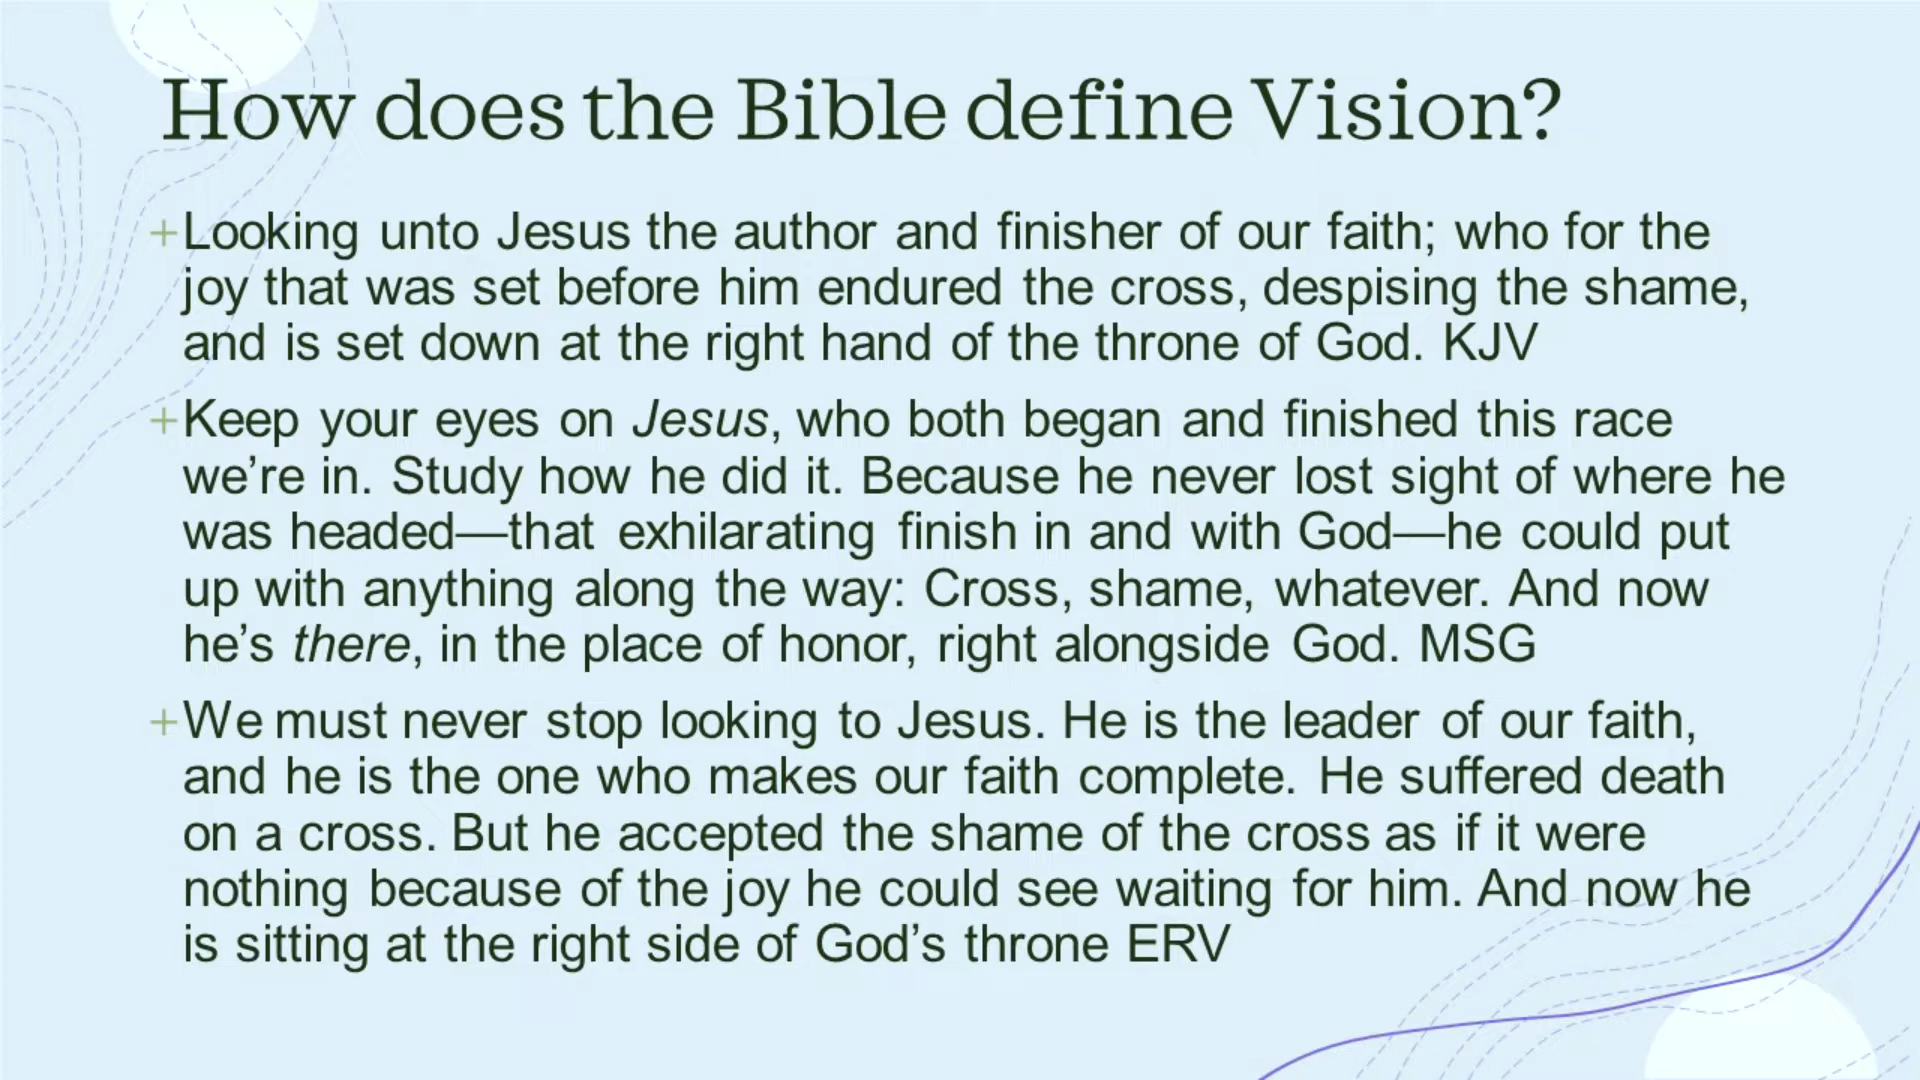 How does the Bible define Vision?
+Looking unto Jesus the author and finisher of our faith; who for the
joy that was set before him endured the cross, despising the shame,
and is set down at the right hand of the throne of God. KJV
+Keep your eyes on Jesus, who both began and finished this race
we’re in. Study how he did it. Because he never lost sight of where he
was headed—that exhilarating finish in and with God—he could put
up with anything along the way: Cross, shame, whatever. And now
he’s there, in the place of honor, right alongside God. MSG
+We must never stop looking to Jesus. He is the leader of our faith,
and he is the one who makes our faith complete. He suffered death
on a cross. But he accepted the shame of the cross as if it were
nothing because of the joy he could see waiting for him. And now he
is sitting at the right side of God’s throne ERV